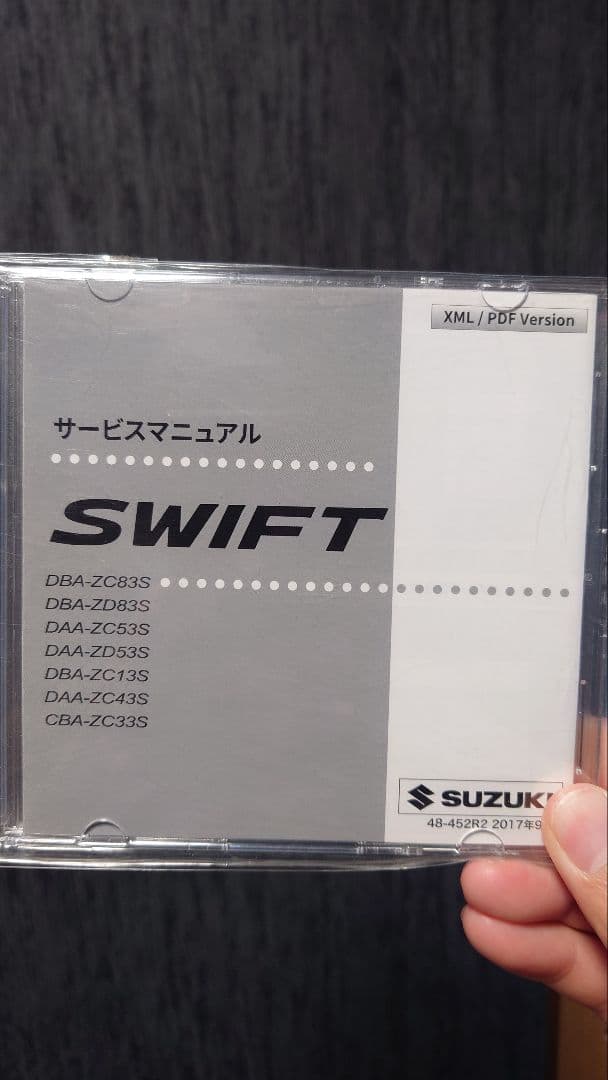 XML / PDF Version
サービスマニュアル
SWIFT
DBA-ZC83S
DBA-ZD83S
DAA-ZC53S
DAA-ZD53S
DBA-ZC13S
DAA-ZC43S
CBA-ZC33S
SUZUKI
48-452R2 2017年9